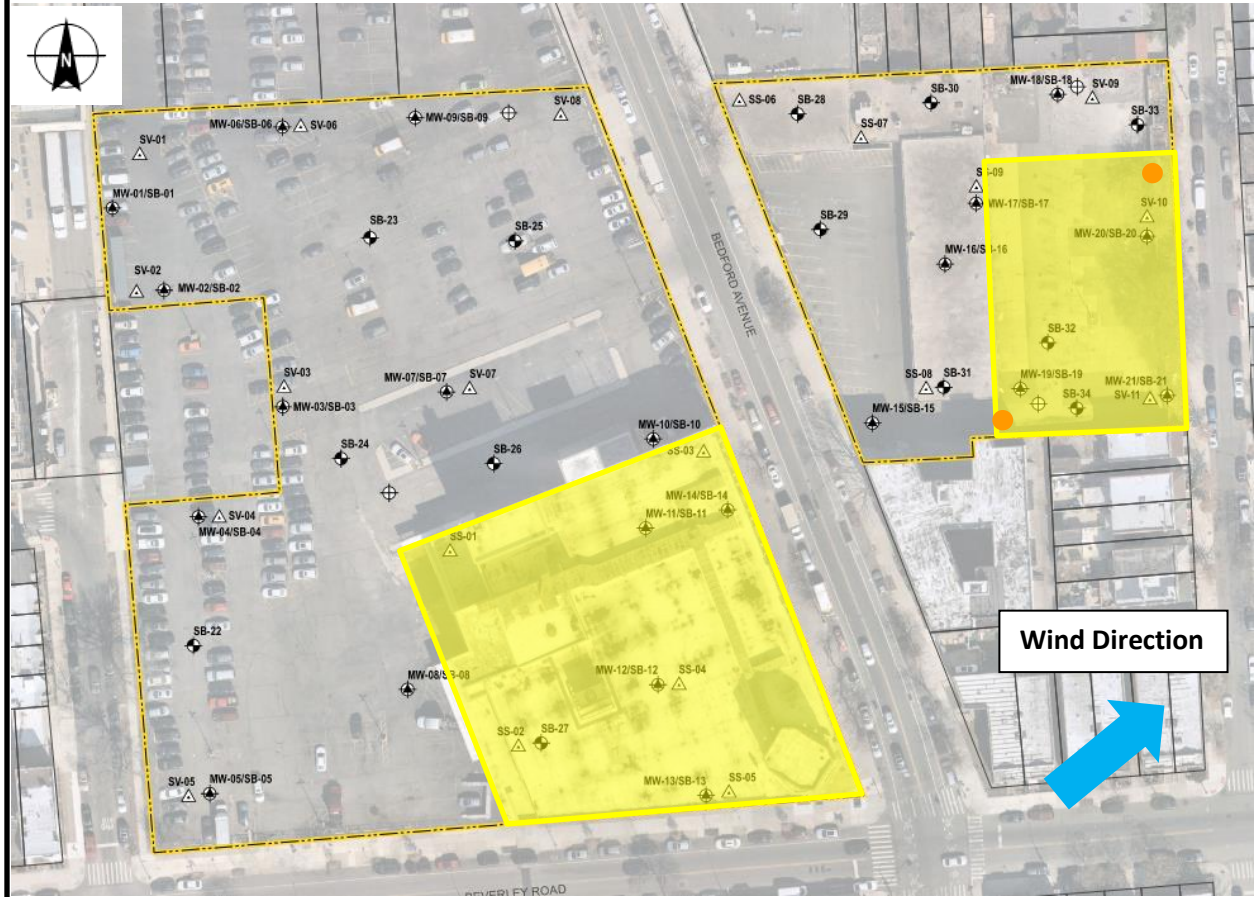 N
SV-08
MW-06/SB-06
SV-06
MW-09/SB-09
SV-01
MW-01/SB-01
SB-23
SB-25
SV-02
MW-02/SB-02
SV-03
MW-03/SB-03
MW-07/SB-07
SV-07
SB-24
SB-26
MW-10/SB-10
SS-03
SV-04
MW-04/SB-04
MW-14/SB-14
MW-11/SB-11
SS-01
SB-22
MW-08/SB-08
MW-12/SB-12
SS-04
SS-02
SB-27
SV-05
MW-05/SB-05
MW-13/SB-13
SS-05
BEVERLEY ROAD
BEDFORD AVENUE
SS-06
SB-28
SB-30
MW-18/SB-18
SV-09
SS-07
SB-33
SS-09
MW-17/SB-17
SB-29
MW-16/SB-16
SV-10
MW-20/SB-20
SB-32
SS-08
SB-31
MW-19/SB-19
MW-15/SB-15
SB-34
MW-21/SB-21
SV-11
Wind Direction